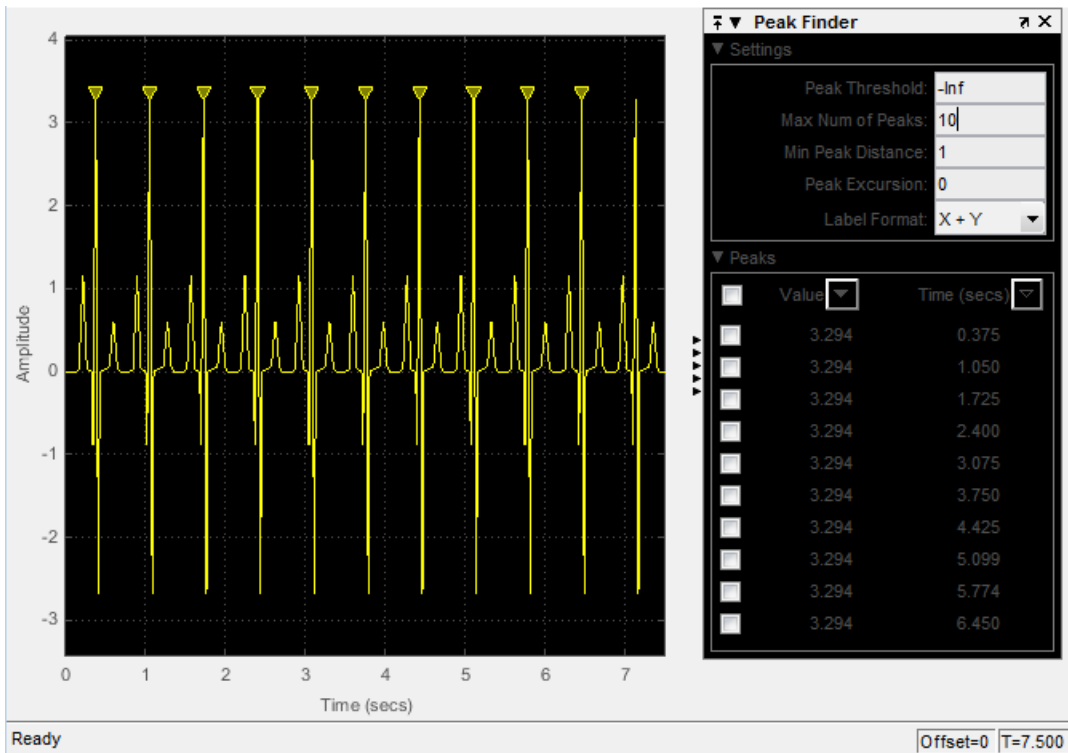 4
3
2
1
0
-1
-2
-3
Amplitude
0 1 2 3 4 5 6 7
Time (secs)
Peak Finder
Settings
Peak Threshold: -Inf
Max Num of Peaks: 10
Min Peak Distance: 1
Peak Excursion: 0
Label Format: X + Y
Peaks
Value Time (secs)
3.294 0.375
3.294 1.050
3.294 1.725
3.294 2.400
3.294 3.075
3.294 3.750
3.294 4.425
3.294 5.099
3.294 5.774
3.294 6.450
Ready
Offset=0 T=7.500